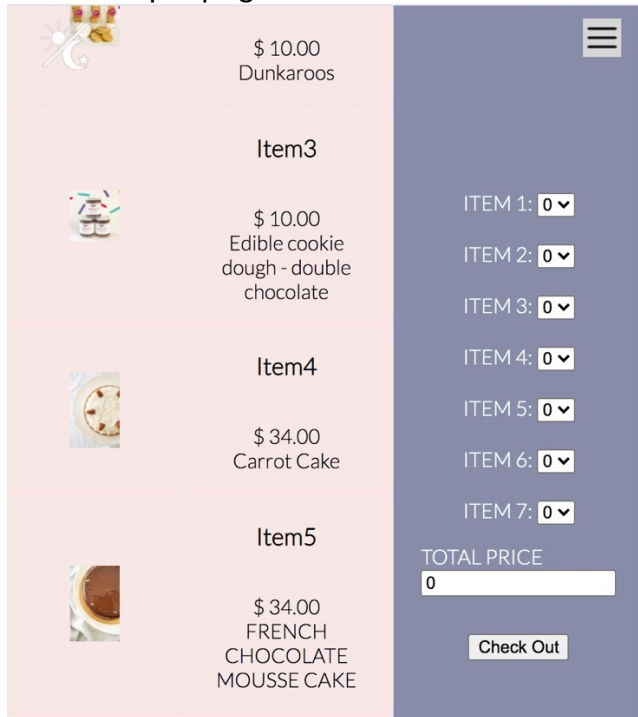 $ 10.00
Dunkaroos
Item3
$ 10.00
Edible cookie
dough - double
chocolate
Item4
$ 34.00
Carrot Cake
Item5
$ 34.00
FRENCH
CHOCOLATE
MOUSSE CAKE
ITEM 1: 0
ITEM 2: 0
ITEM 3: 0
ITEM 4: 0
ITEM 5: 0
ITEM 6: 0
ITEM 7: 0
TOTAL PRICE
0
Check Out